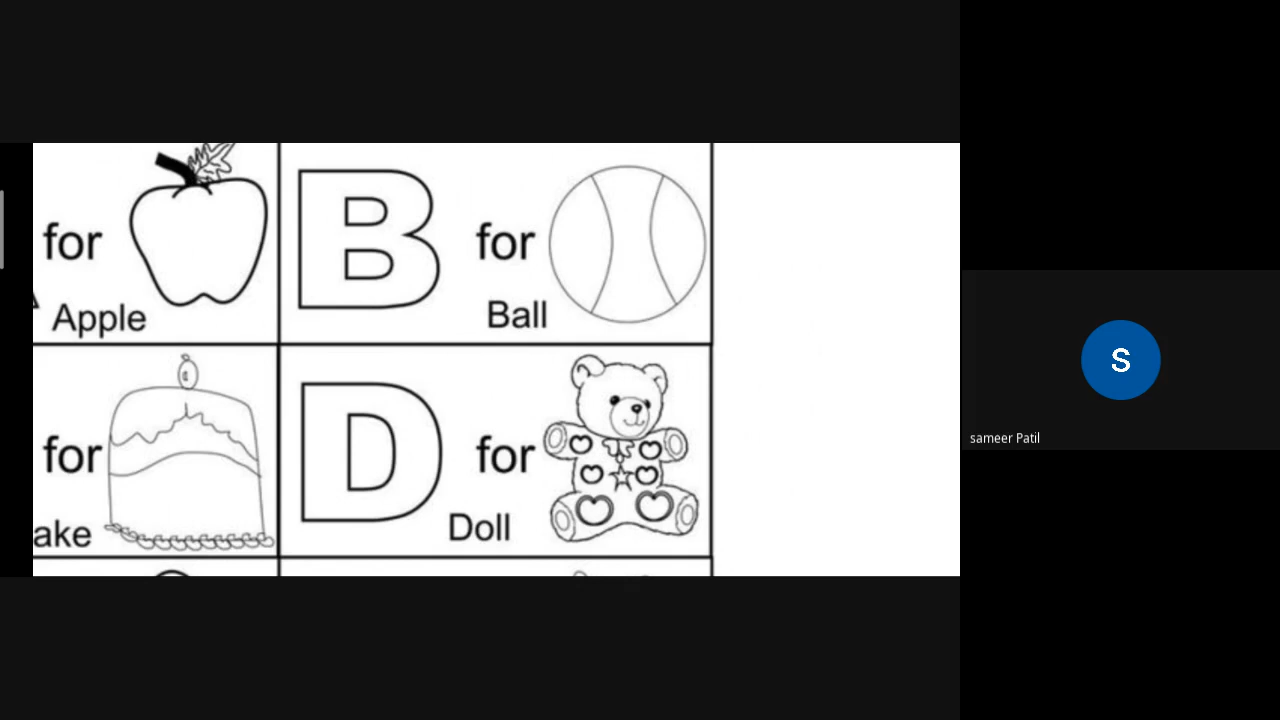 for
Apple
B for
Ball
for
ake
D for
Doll
S
sameer Patil